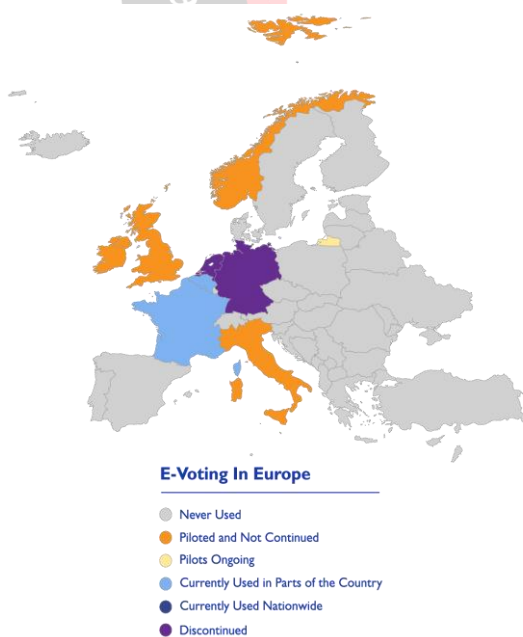 E-Voting In Europe
Never Used
Piloted and Not Continued
Pilots Ongoing
Currently Used in Parts of the Country
Currently Used Nationwide
Discontinued